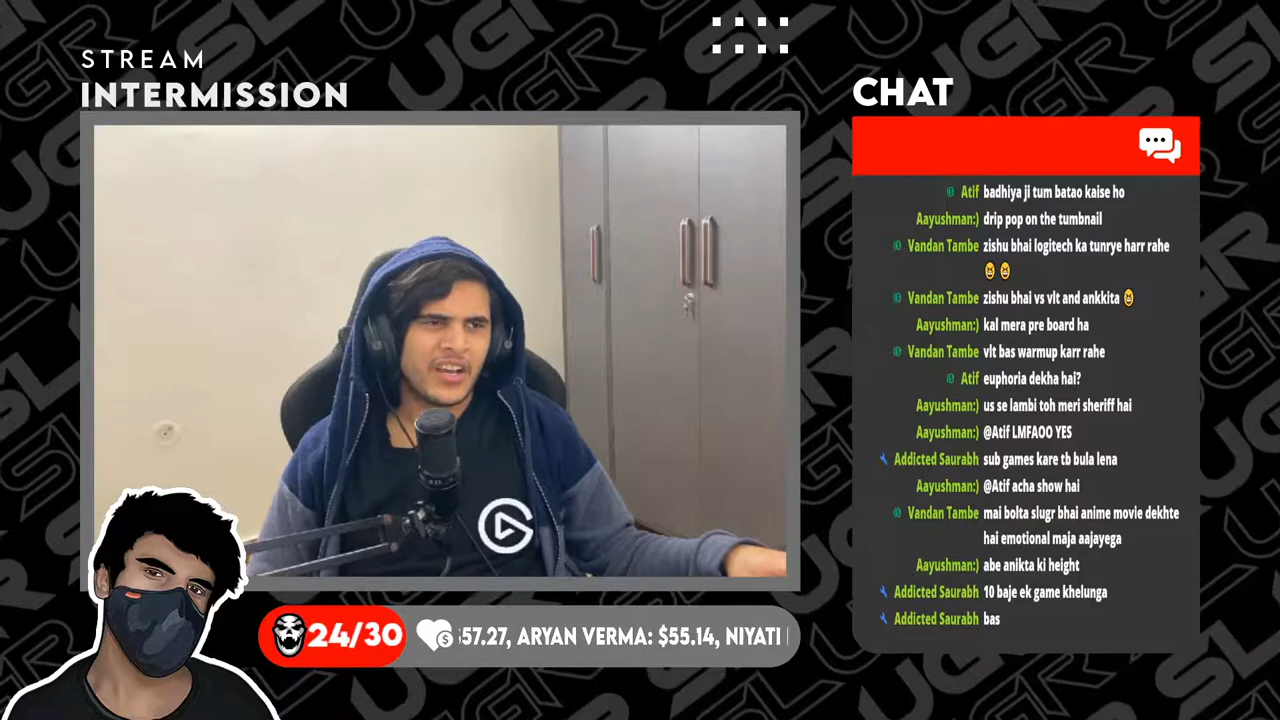 STREAM
INTERMISSION
CHAT
Atif badhiya ji tum batao kaise ho
Aayushman:) drip pop on the tumbnail
Vandan Tambe zishu bhai logitech ka tunrye harr rahe
Vandan Tambe zishu bhai vs vlt and ankkita
Aayushman:) kal mera pre board ha
Vandan Tambe vlt bas warmup karr rahe
Atif euphoria dekha hai?
Aayushman:) us se lambi toh meri sheriff hai
Aayushman:) @Atif LMFAOO YES
Addicted Saurabh sub games kare tb bula lena
Aayushman:) @Atif acha show hai
Vandan Tambe mai bolta slugr bhai anime movie dekhte
hai emotional maja aajayega
Aayushman:) abe anikta ki height
Addicted Saurabh 10 baje ek game khelunga
Addicted Saurabh bas
24/30 $57.27, ARYAN VERMA: $55.14, NIYATI